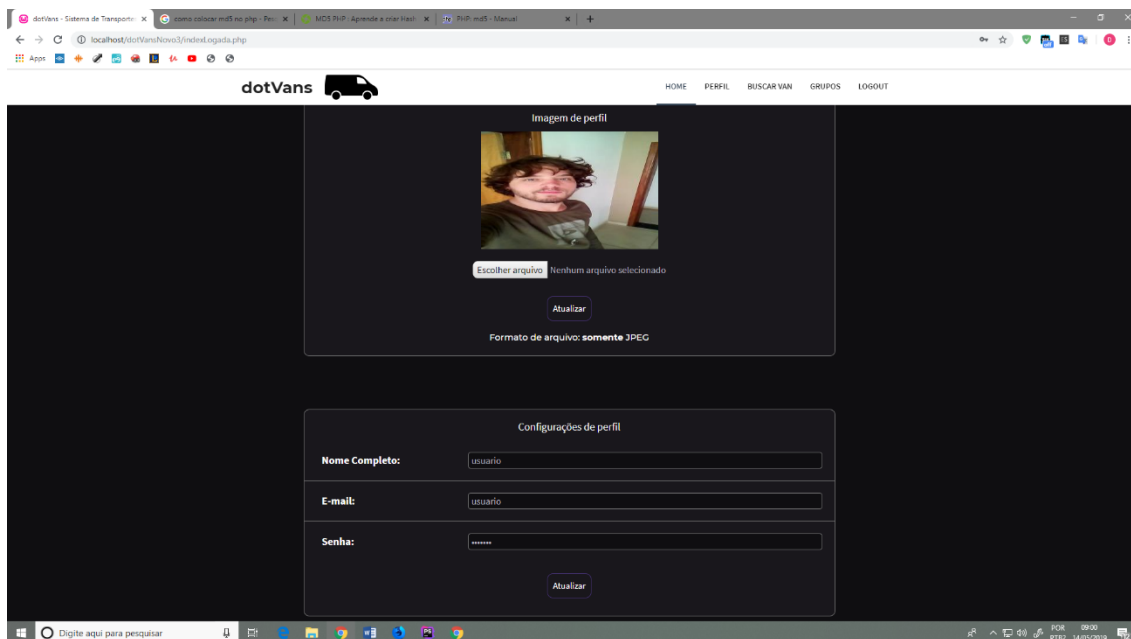 dotVans - Sistema de Transporte
como colocar md5 no php - Pes
MD5 PHP - Aprenda a criar Hash
PHP: md5 - Manual
localhost/dotVansNovo3/indexLogada.php
Apps
dotVans
HOME PERFIL BUSCAR VAN GRUPOS LOGOUT
Imagem de perfil
Escolher arquivo Nenhum arquivo selecionado
Atualizar
Formato de arquivo: somente JPEG
Configurações de perfil
Nome Completo: usuario
E-mail: usuario
Senha: •••••••
Atualizar
Digite aqui para pesquisar
POR 09:00
PTB2 14/05/2019